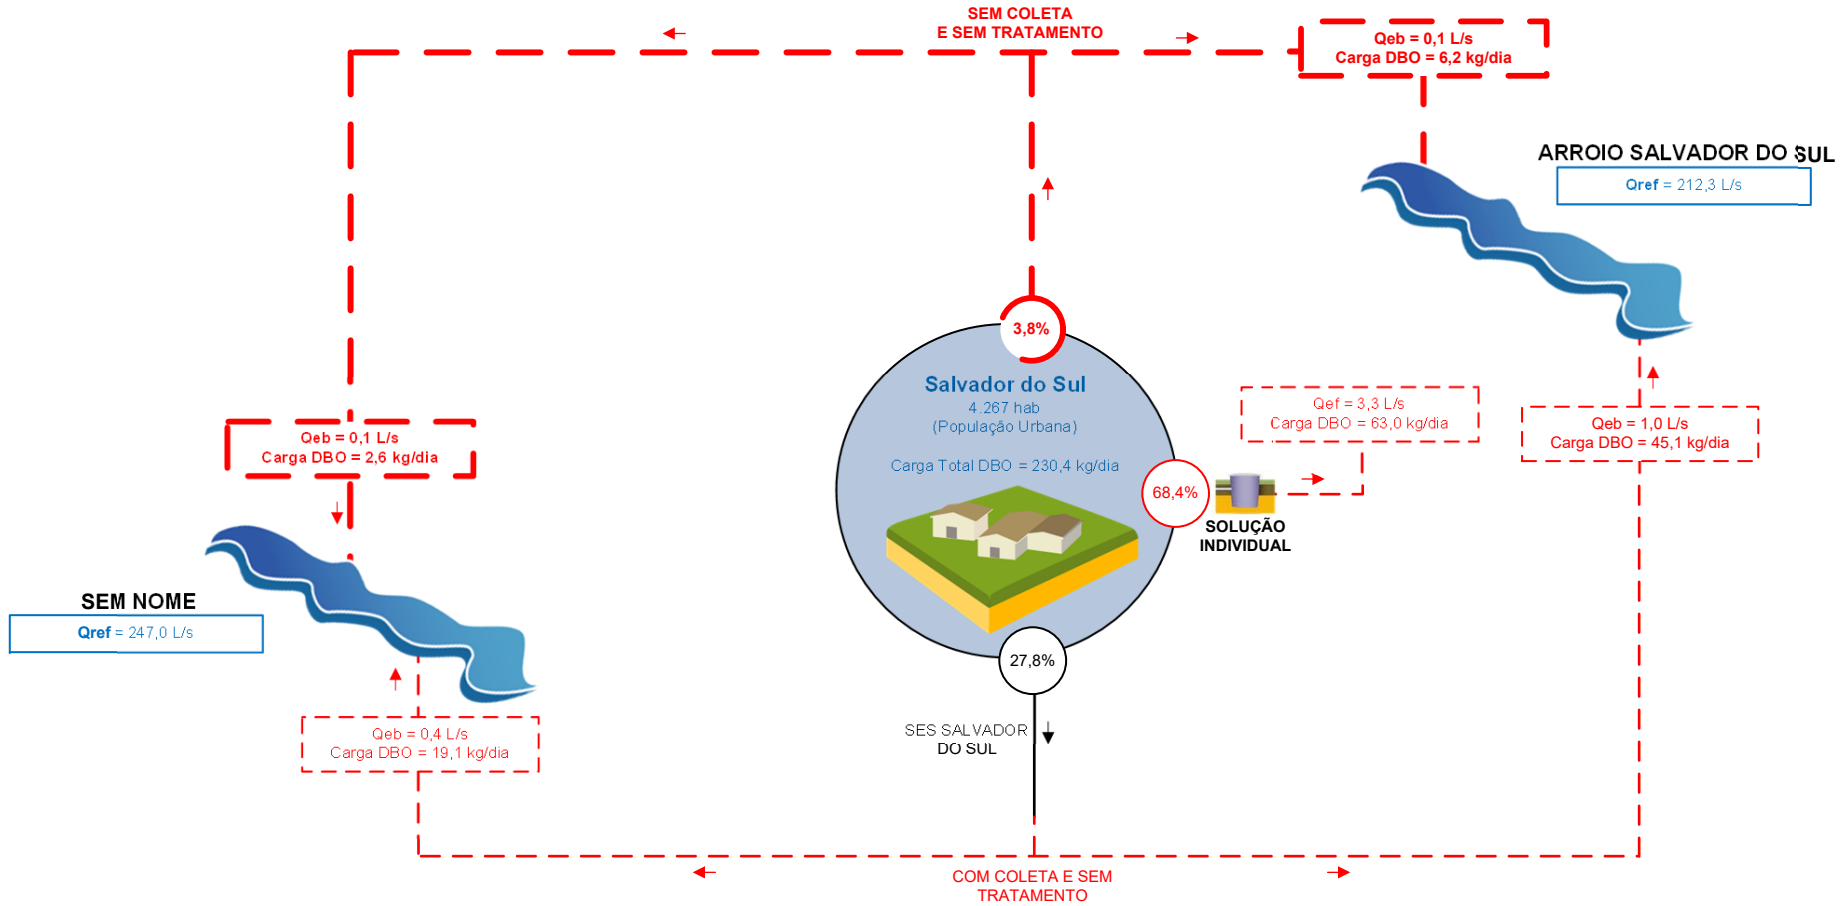 SEM COLETA
E SEM TRATAMENTO
Qeb = 0,1 L/s
Carga DBO = 6,2 kg/dia
ARROIO SALVADOR DO SUL
Qref = 212,3 L/s
3,8%
Salvador do Sul
4.267 hab
(População Urbana)
Carga Total DBO = 230,4 kg/dia
Qef = 3,3 L/s
Carga DBO = 63,0 kg/dia
Qeb = 1,0 L/s
Carga DBO = 45,1 kg/dia
Qeb = 0,1 L/s
Carga DBO = 2,6 kg/dia
68,4%
SOLUÇÃO
INDIVIDUAL
SEM NOME
Qref = 247,0 L/s
27,8%
SES SALVADOR
DO SUL
Qeb = 0,4 L/s
Carga DBO = 19,1 kg/dia
COM COLETA E SEM
TRATAMENTO